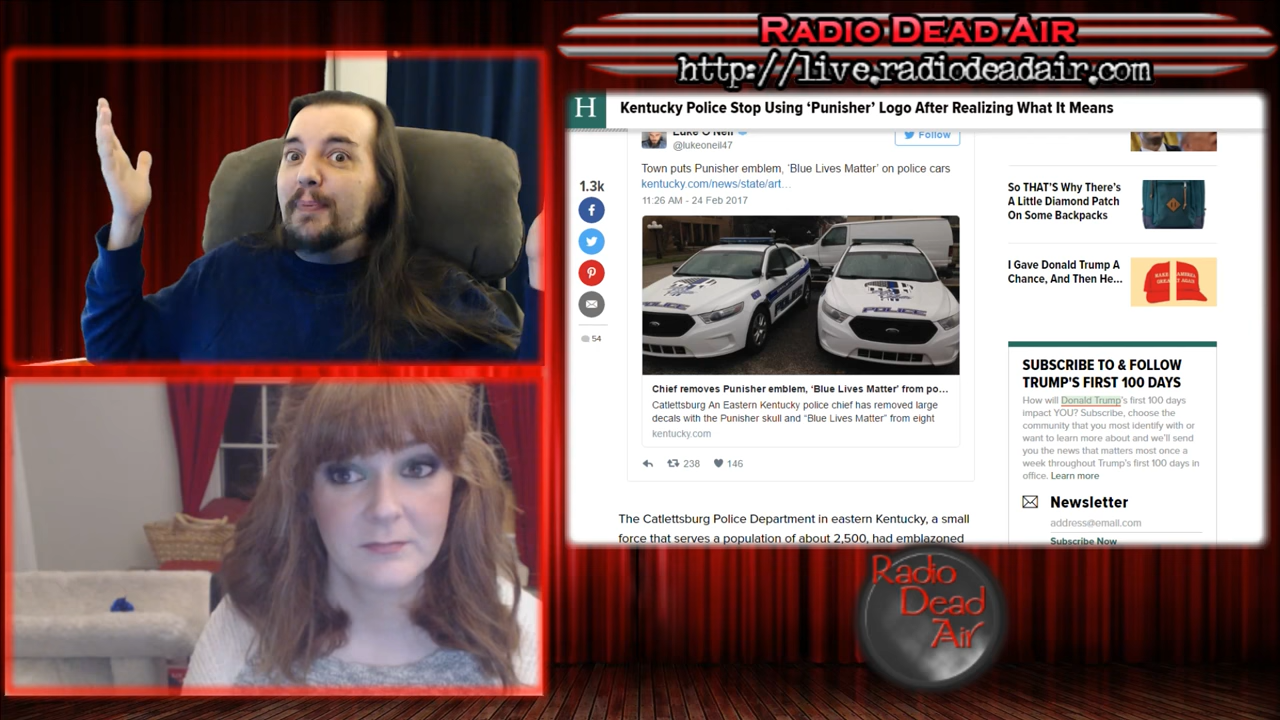 RADIO DEAD AIR
http://live.radiodeadair.com
H
Kentucky Police Stop Using ‘Punisher’ Logo After Realizing What It Means
Luke O'Neil
@lukeoneil47
Follow
Town puts Punisher emblem, 'Blue Lives Matter' on police cars
kentucky.com/news/state/art…
11:26 AM - 24 Feb 2017
1.3k
f
POLICE
POLICE
54
Chief removes Punisher emblem, 'Blue Lives Matter' from po...
Catlettsburg An Eastern Kentucky police chief has removed large
decals with the Punisher skull and "Blue Lives Matter" from eight
kentucky.com
238
146
The Catlettsburg Police Department in eastern Kentucky, a small
force that serves a population of about 2,500, had emblazoned
So THAT'S Why There's
A Little Diamond Patch
On Some Backpacks
I Gave Donald Trump A
Chance, And Then He...
SUBSCRIBE TO & FOLLOW
TRUMP'S FIRST 100 DAYS
How will Donald Trump's first 100 days
impact YOU? Subscribe, choose the
community that you most identify with or
want to learn more about and we'll send
you the news that matters most once a
week throughout Trump's first 100 days in
office. Learn more
Newsletter
address@email.com
Subscribe Now
Radio
Dead
Air